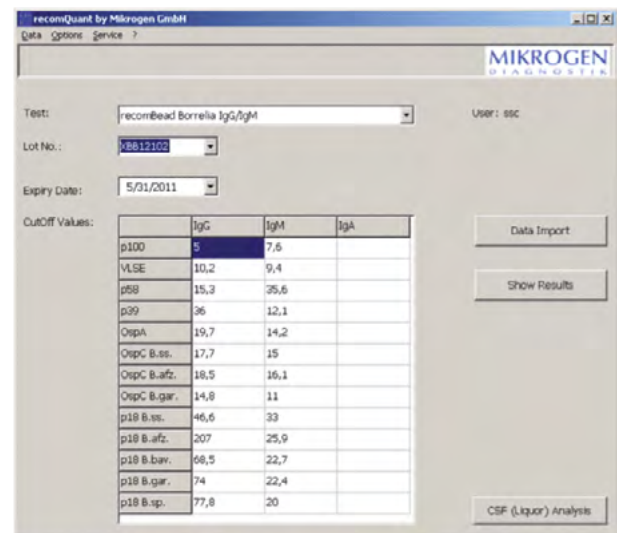 recomQuant by Mikrogen GmbH
Data Options Service ?
MIKROGEN
DIAGNOSTIK
Test: recomBead Borrelia IgG/IgM User: ssc
Lot No.: XBB12102
Expiry Date: 5/31/2011
CutOff Values:
IgG IgM IgA
p100 5 7,6
VLSE 10,2 9,4
p58 15,3 35,6
p39 36 12,1
OspA 19,7 14,2
OspC B.ss. 17,7 15
OspC B.afz. 18,5 16,1
OspC B.gar. 14,8 11
p18 B.ss. 46,6 33
p18 B.afz. 207 25,9
p18 B.bav. 68,5 22,7
p18 B.gar. 74 22,4
p18 B.sp. 77,8 20
Data Import
Show Results
CSF (Liquor) Analysis